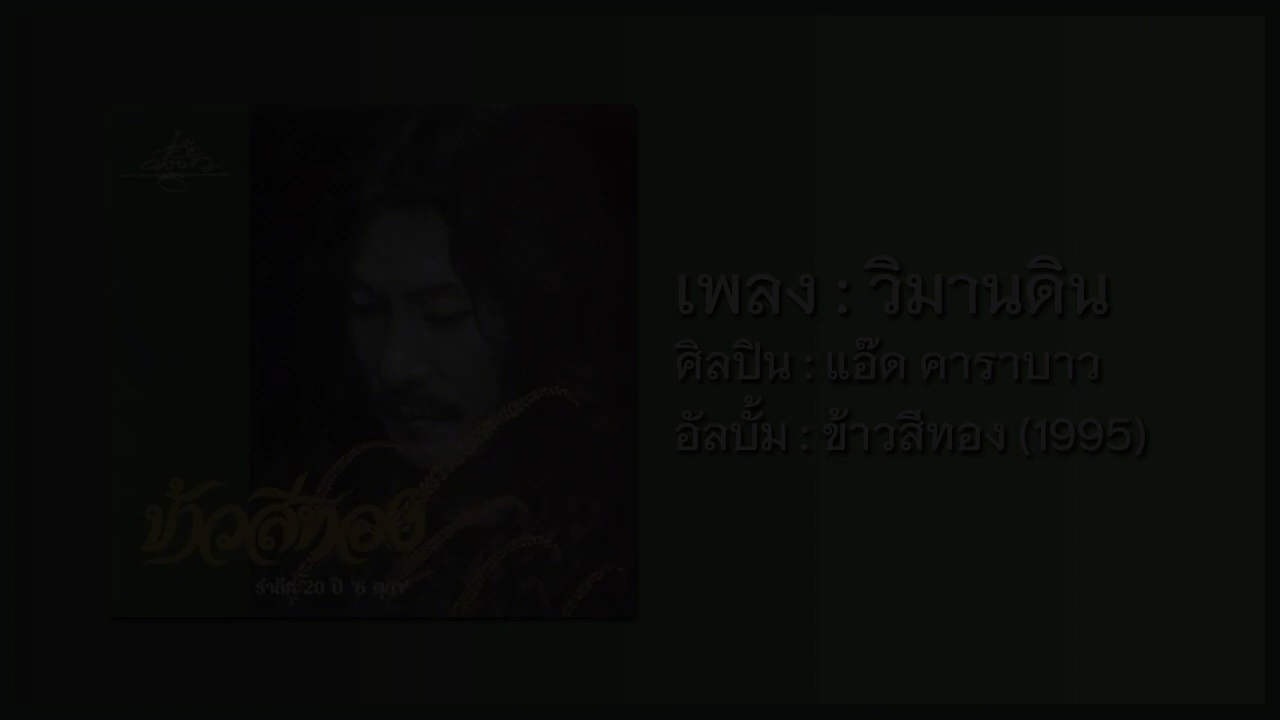 เพลง : วิมานดิน
ศิลปิน : แอ๊ด คาราบาว
อัลบั้ม : ข้าวสีทอง (1995)
ข้าวสีทอง
รำลึก 20 ปี '6 ตุลา'